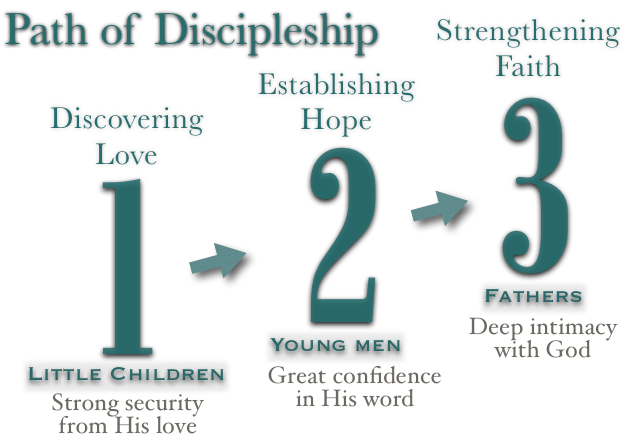 Path of Discipleship
Discovering
Love
1
Little Children
Strong security
from His love
Establishing
Hope
2
Young men
Great confidence
in His word
Strengthening
Faith
3
Fathers
Deep intimacy
with God